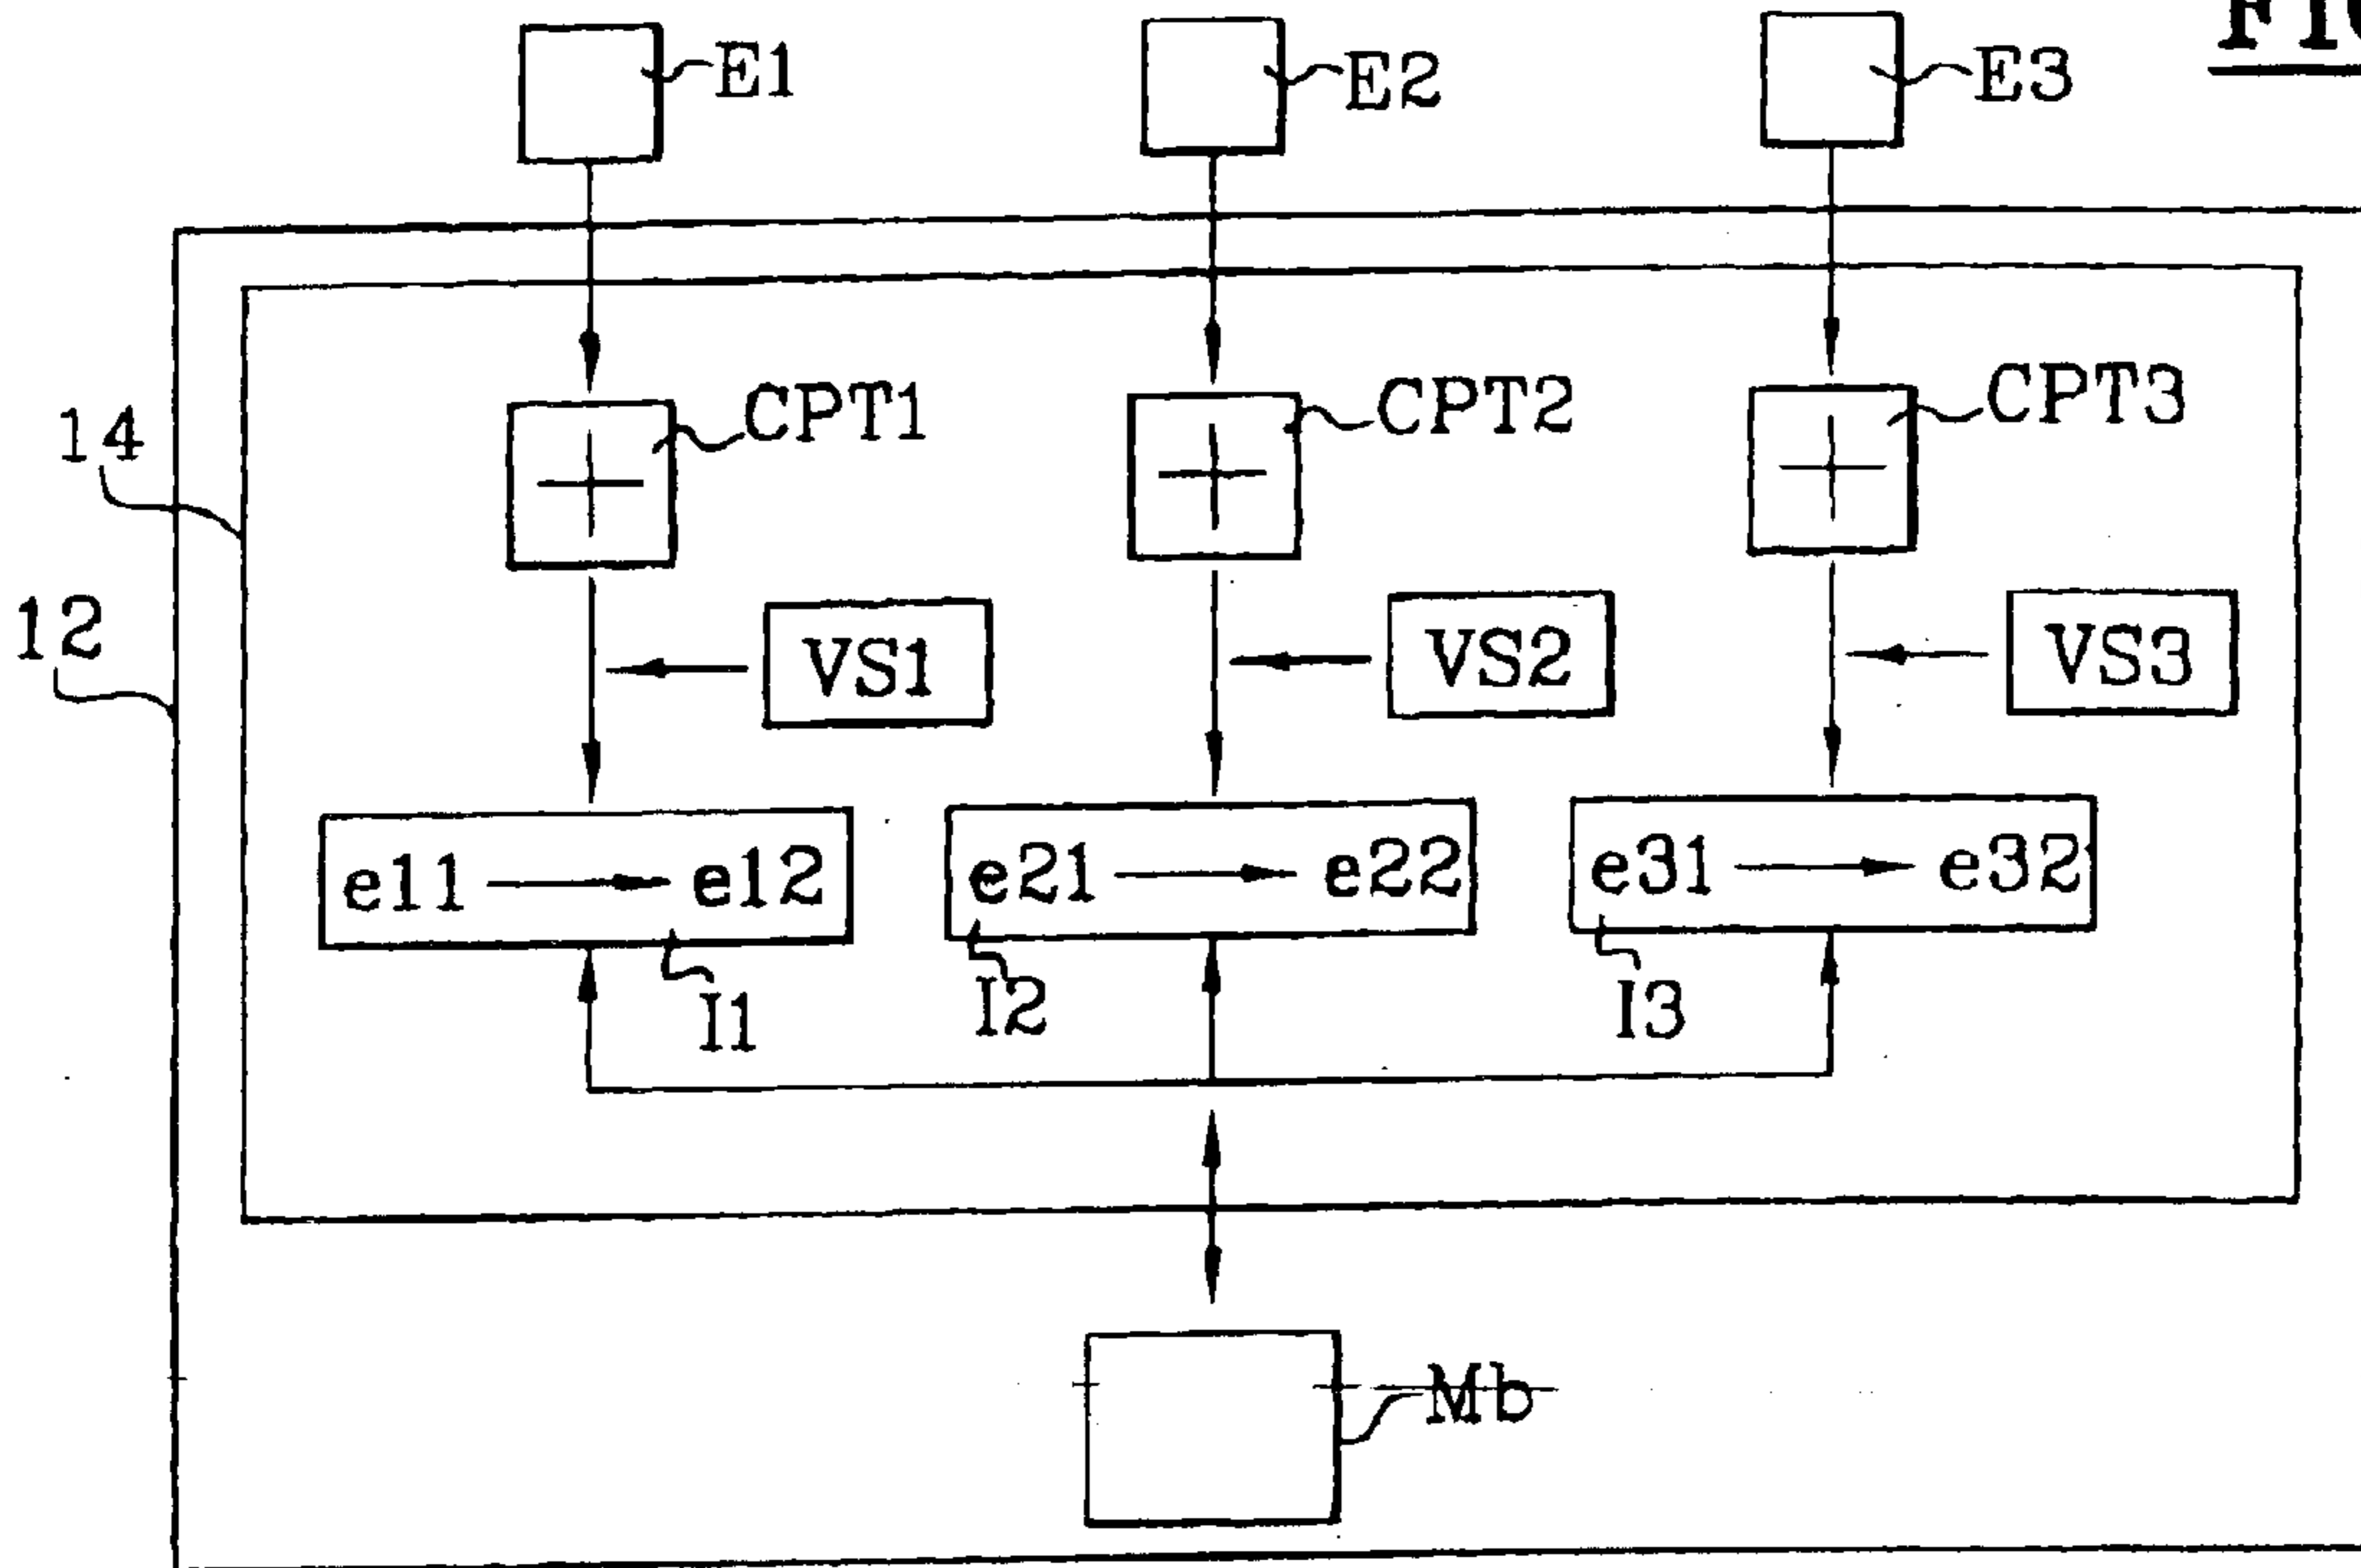 E1 E2 E3
CPT1 CPT2 CPT3
14
12
VS1 VS2 VS3
e11 e12 e21 e22 e31 e32
I1 I2 I3
Mb